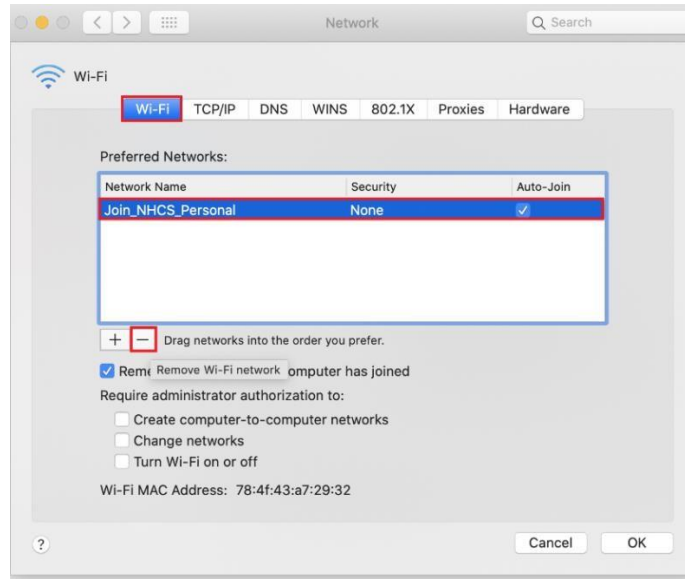 Network
Search
Wi-Fi
Wi-Fi TCP/IP DNS WINS 802.1X Proxies Hardware
Preferred Networks:
Network Name Security Auto-Join
Join_NHCS_Personal None
+ − Drag networks into the order you prefer.
Remove Wi-Fi network omputer has joined
Require administrator authorization to:
Create computer-to-computer networks
Change networks
Turn Wi-Fi on or off
Wi-Fi MAC Address: 78:4f:43:a7:29:32
? Cancel OK